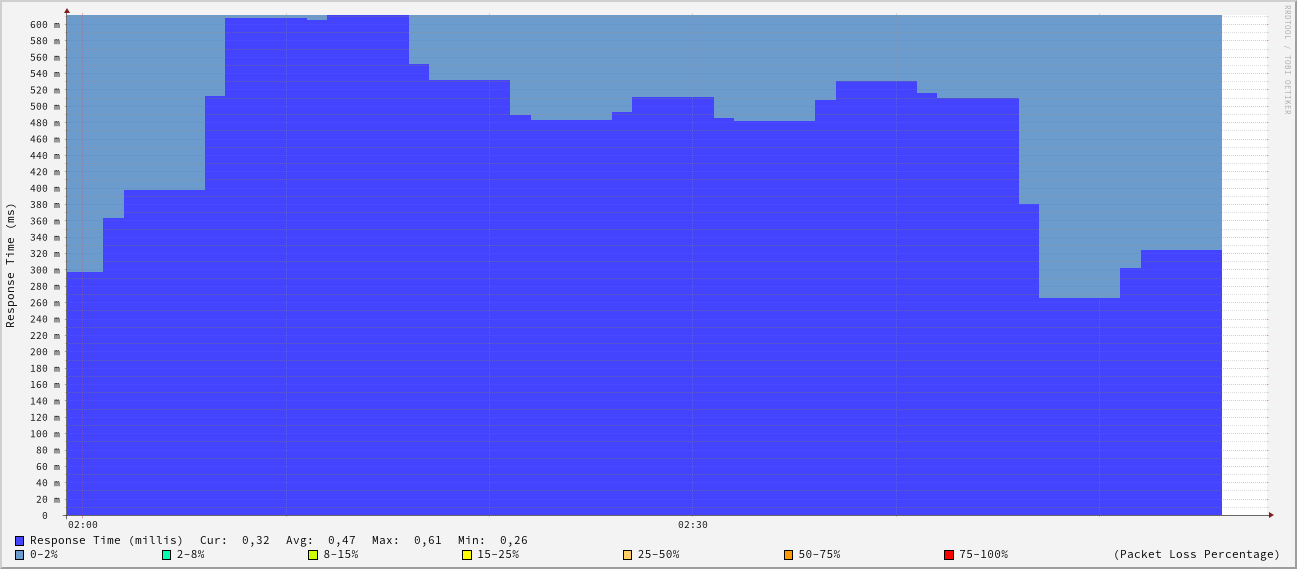 RRDTOOL / TOBI OETIKER
Response Time (ms)
600 m
580 m
560 m
540 m
520 m
500 m
480 m
460 m
440 m
420 m
400 m
380 m
360 m
340 m
320 m
300 m
280 m
260 m
240 m
220 m
200 m
180 m
160 m
140 m
120 m
100 m
80 m
60 m
40 m
20 m
0
02:00 02:30
Response Time (millis) Cur: 0,32 Avg: 0,47 Max: 0,61 Min: 0,26
0-2% 2-8% 8-15% 15-25% 25-50% 50-75% 75-100% (Packet Loss Percentage)